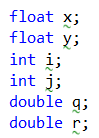 float x;
float y;
int i;
int j;
double q;
double r;